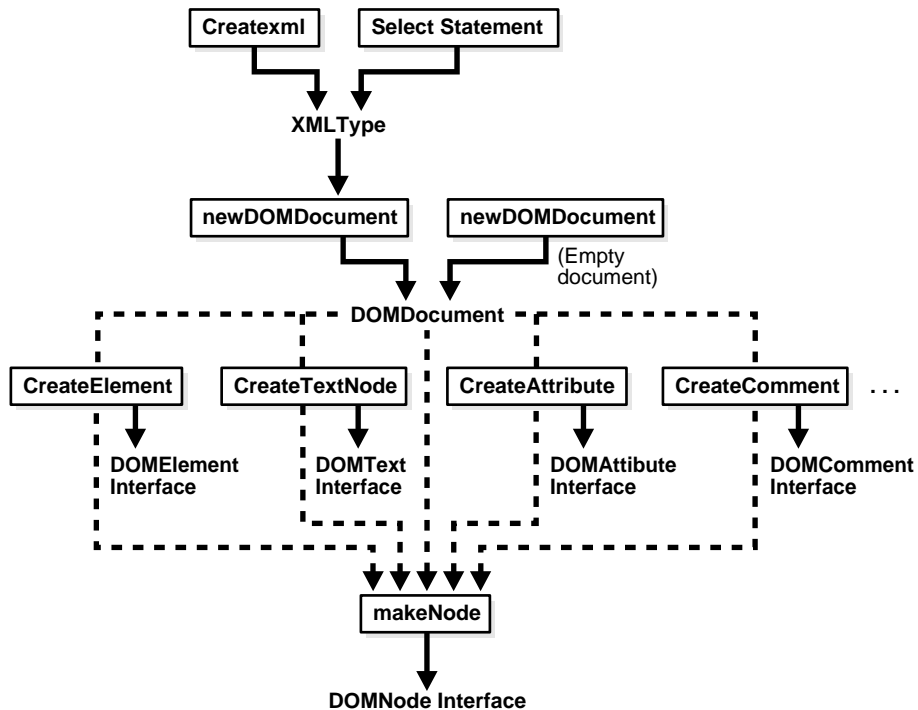 Createxml
Select Statement
XMLType
newDOMDocument
newDOMDocument
(Empty
document)
DOMDocument
CreateElement
CreateTextNode
CreateAttribute
CreateComment
...
DOMElement
Interface
DOMText
Interface
DOMAttibute
Interface
DOMComment
Interface
makeNode
DOMNode Interface